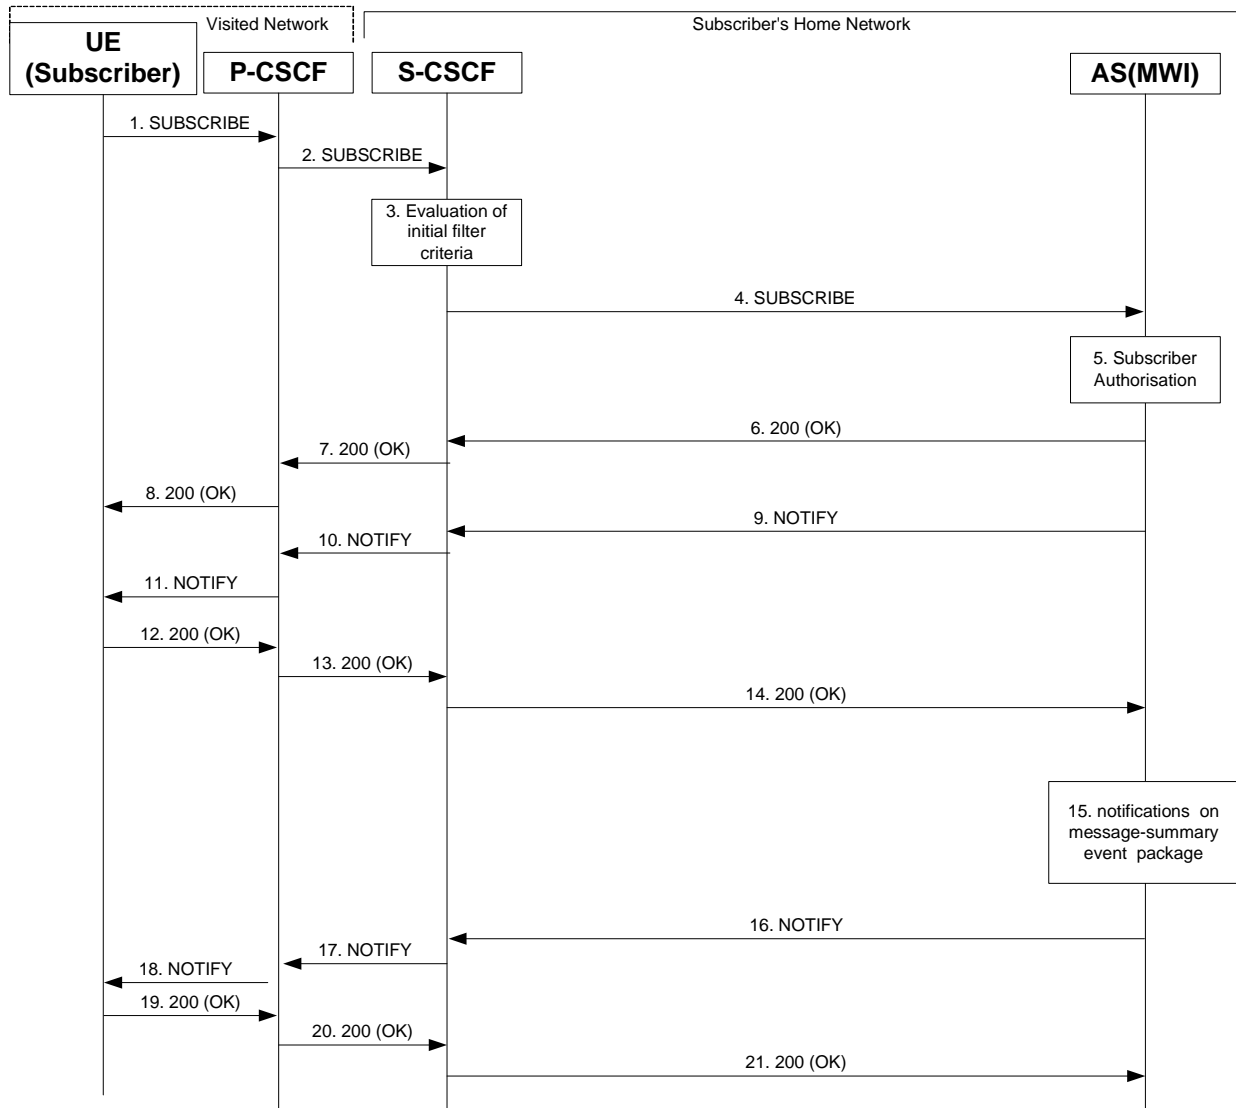 Visited Network
Subscriber's Home Network
UE
(Subscriber)
P-CSCF
S-CSCF
AS(MWI)
1. SUBSCRIBE
2. SUBSCRIBE
3. Evaluation of
initial filter
criteria
4. SUBSCRIBE
5. Subscriber
Authorisation
6. 200 (OK)
7. 200 (OK)
8. 200 (OK)
9. NOTIFY
10. NOTIFY
11. NOTIFY
12. 200 (OK)
13. 200 (OK)
14. 200 (OK)
15. notifications on
message-summary
event package
16. NOTIFY
17. NOTIFY
18. NOTIFY
19. 200 (OK)
20. 200 (OK)
21. 200 (OK)